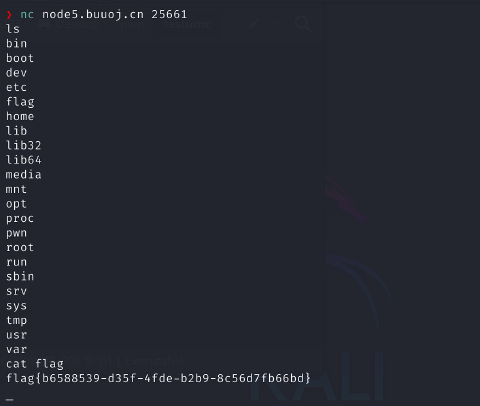 ❯ nc node5.buuoj.cn 25661
ls
bin
boot
dev
etc
flag
home
lib
lib32
lib64
media
mnt
opt
proc
pwn
root
run
sbin
srv
sys
tmp
usr
var
cat flag
flag{b6588539-d35f-4fde-b2b9-8c56d7fb66bd}
KALI